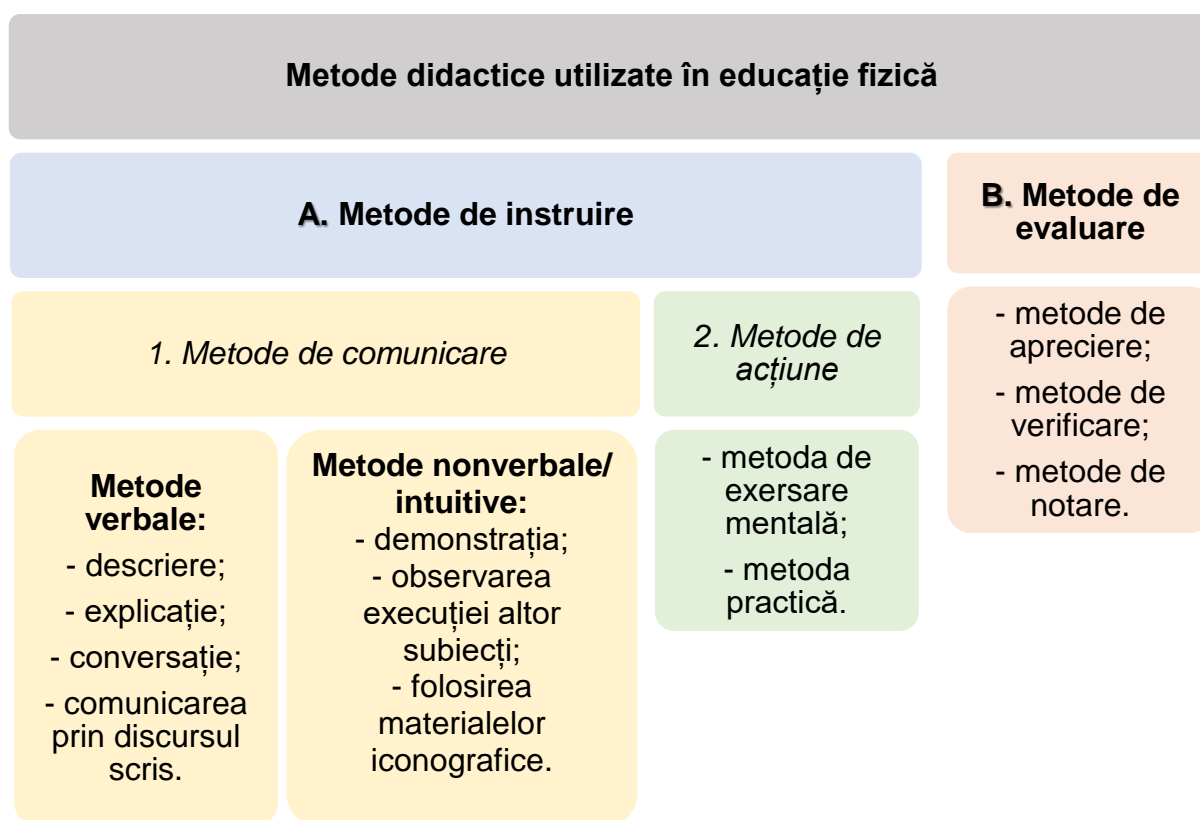 Metode didactice utilizate în educație fizică
A. Metode de instruire
B. Metode de
evaluare
1. Metode de comunicare
2. Metode de
acțiune
- metode de
apreciere;
- metode de
verificare;
- metode de
notare.
Metode
verbale:
- descriere;
- explicație;
- conversație;
- comunicarea
prin discursul
scris.
Metode nonverbale/
intuitive:
- demonstrația;
- observarea
execuției altor
subiecți;
- folosirea
materialelor
iconografice.
- metoda de
exersare
mentală;
- metoda
practică.